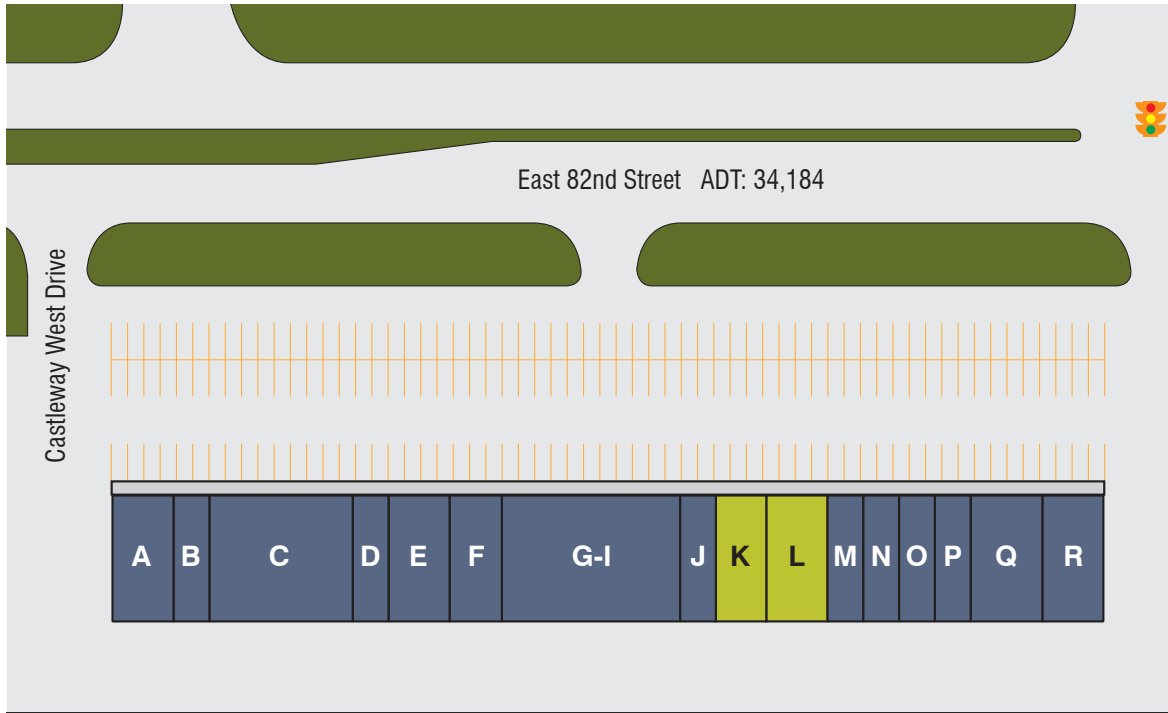 East 82nd Street ADT: 34,184
Castleway West Drive
A B C D E F G-I J K L M N O P Q R